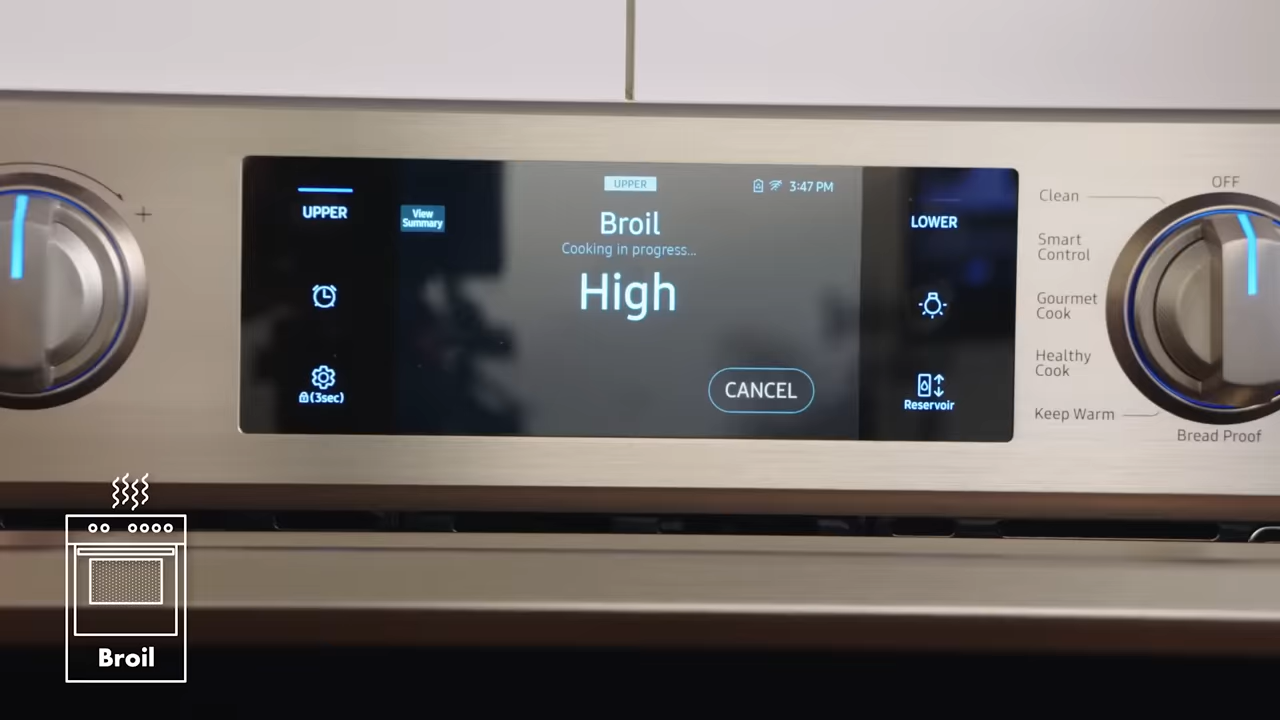 UPPER
3:47 PM
UPPER
View
Summary
Broil
Cooking in progress...
High
LOWER
(3sec)
CANCEL
Reservoir
OFF
Clean
Smart
Control
Gourmet
Cook
Healthy
Cook
Keep Warm
Bread Proof
+
Broil